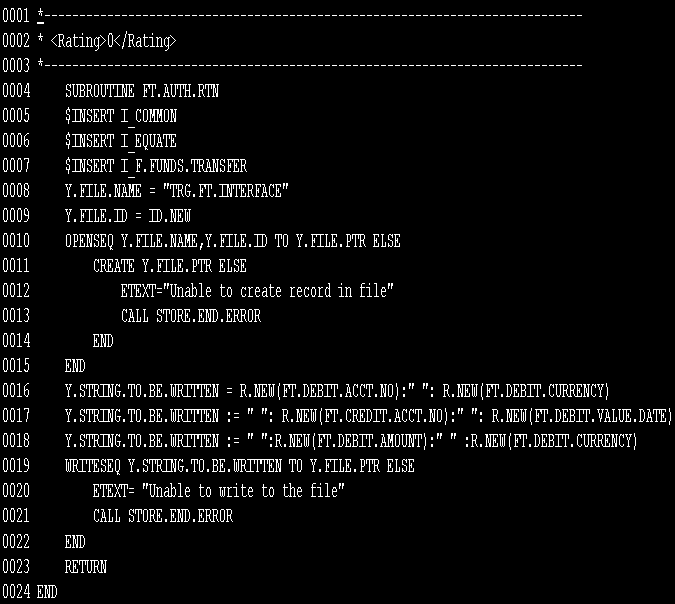 0001 *-----------------------------------------------------------------------------
0002 * <Rating>0</Rating>
0003 *-----------------------------------------------------------------------------
0004     SUBROUTINE FT.AUTH.RTN
0005     $INSERT I_COMMON
0006     $INSERT I_EQUATE
0007     $INSERT I_F.FUNDS.TRANSFER
0008     Y.FILE.NAME = "TRG.FT.INTERFACE"
0009     Y.FILE.ID = ID.NEW
0010     OPENSEQ Y.FILE.NAME,Y.FILE.ID TO Y.FILE.PTR ELSE
0011         CREATE Y.FILE.PTR ELSE
0012             ETEXT="Unable to create record in file"
0013             CALL STORE.END.ERROR
0014         END
0015     END
0016     Y.STRING.TO.BE.WRITTEN = R.NEW(FT.DEBIT.ACCT.NO):" ": R.NEW(FT.DEBIT.CURRENCY)
0017     Y.STRING.TO.BE.WRITTEN := " ": R.NEW(FT.CREDIT.ACCT.NO):" ": R.NEW(FT.DEBIT.VALUE.DATE)
0018     Y.STRING.TO.BE.WRITTEN := " ":R.NEW(FT.DEBIT.AMOUNT):" " :R.NEW(FT.DEBIT.CURRENCY)
0019     WRITESEQ Y.STRING.TO.BE.WRITTEN TO Y.FILE.PTR ELSE
0020         ETEXT= "Unable to write to the file"
0021         CALL STORE.END.ERROR
0022     END
0023     RETURN
0024 END